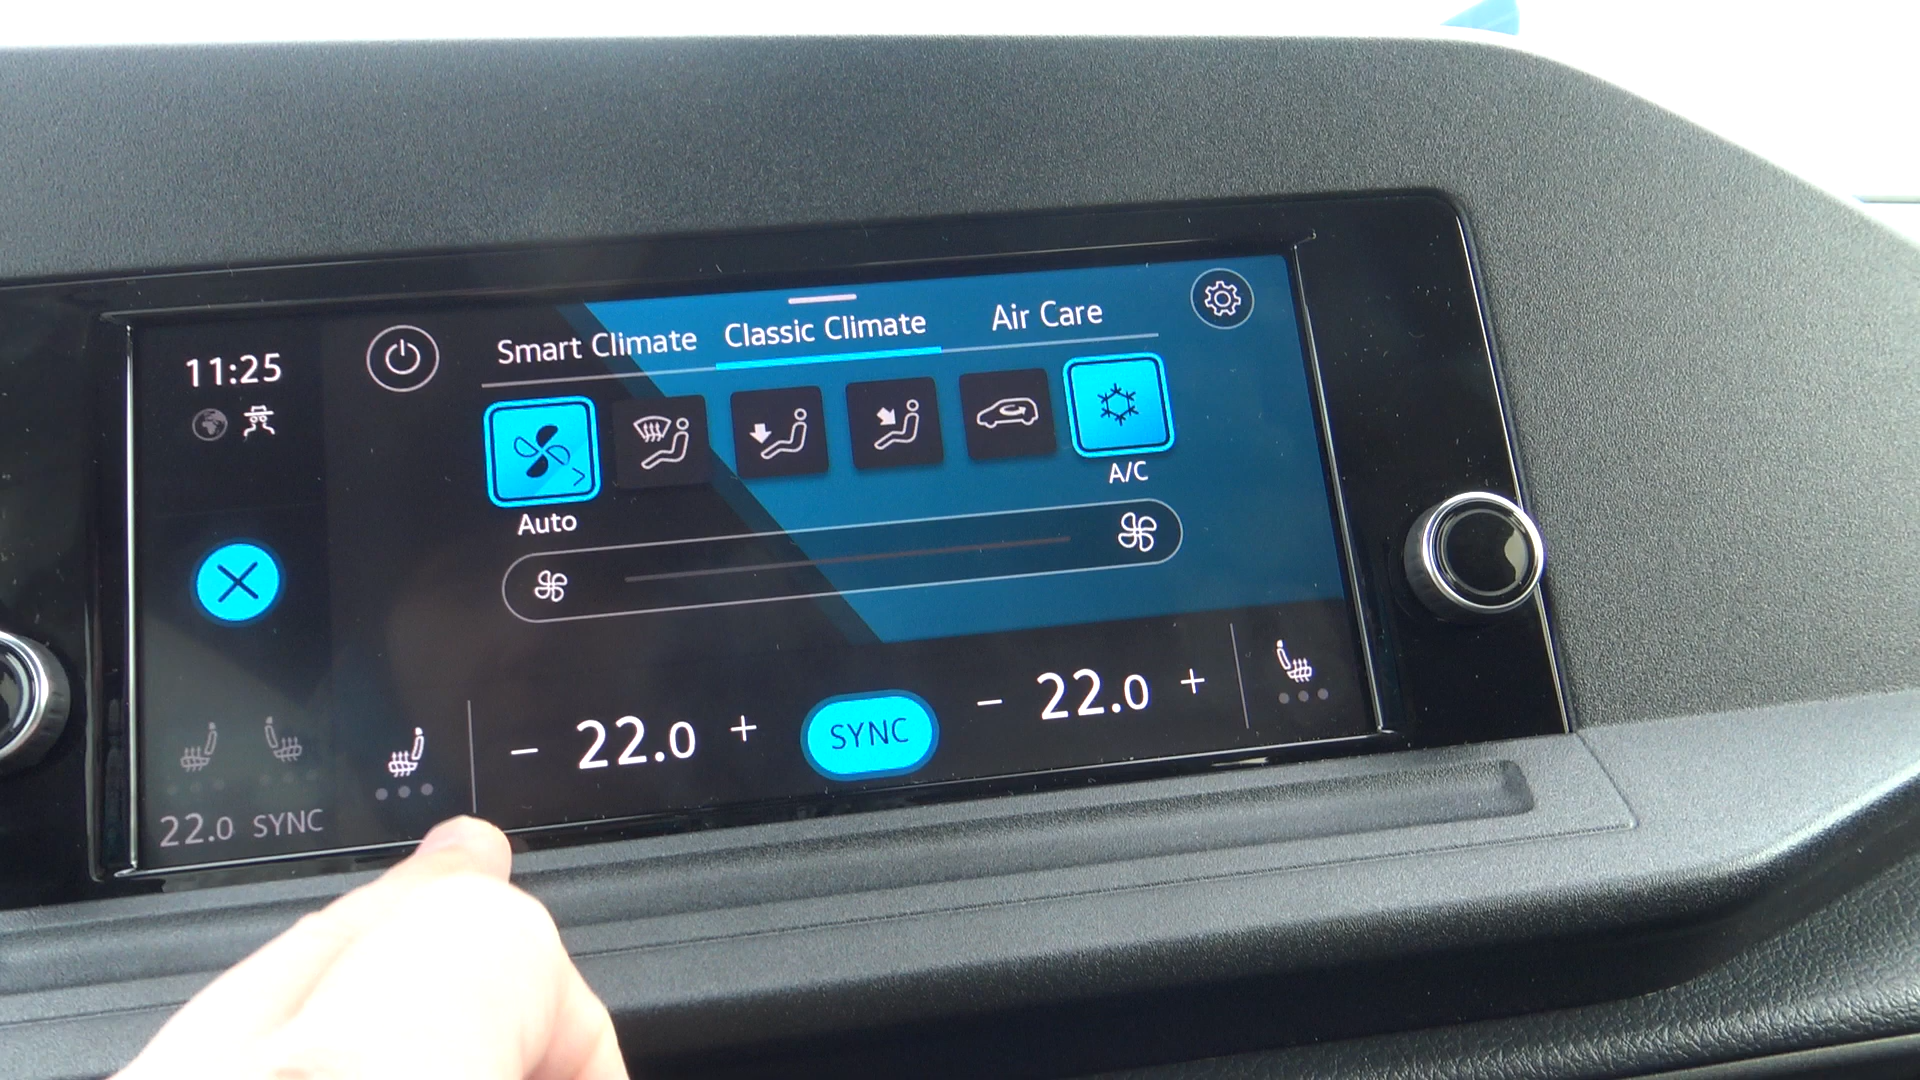 11:25
Smart Climate Classic Climate Air Care
Auto
A/C
- 22.0 + SYNC - 22.0 +
22.0 SYNC